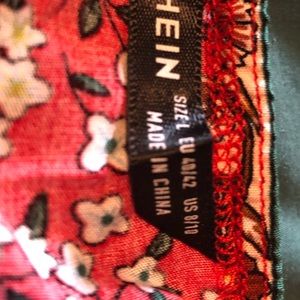 HEIN
SIZE:L EU 40/42 US 8/10
MADE IN CHINA